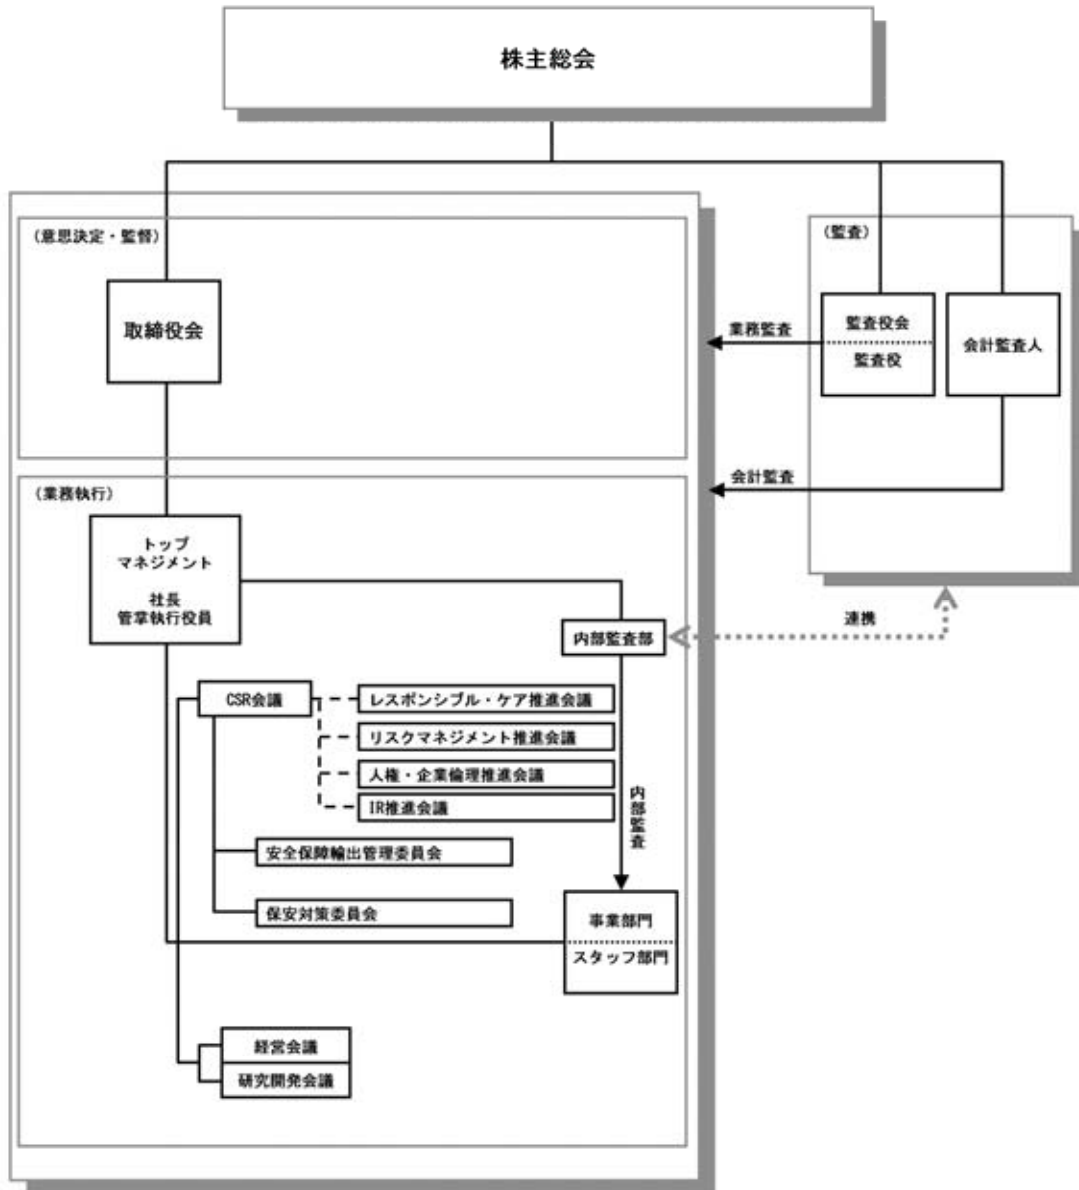 株主総会
(意思決定・監督)
取締役会
(監査)
監査役会
監査役
会計監査人
業務監査
会計監査
(業務執行)
トップ
マネジメント
社長
管掌執行役員
内部監査部
連携
CSR会議
レスポンシブル・ケア推進会議
リスクマネジメント推進会議
人権・企業倫理推進会議
IR推進会議
内部監査
安全保障輸出管理委員会
保安対策委員会
事業部門
スタッフ部門
経営会議
研究開発会議